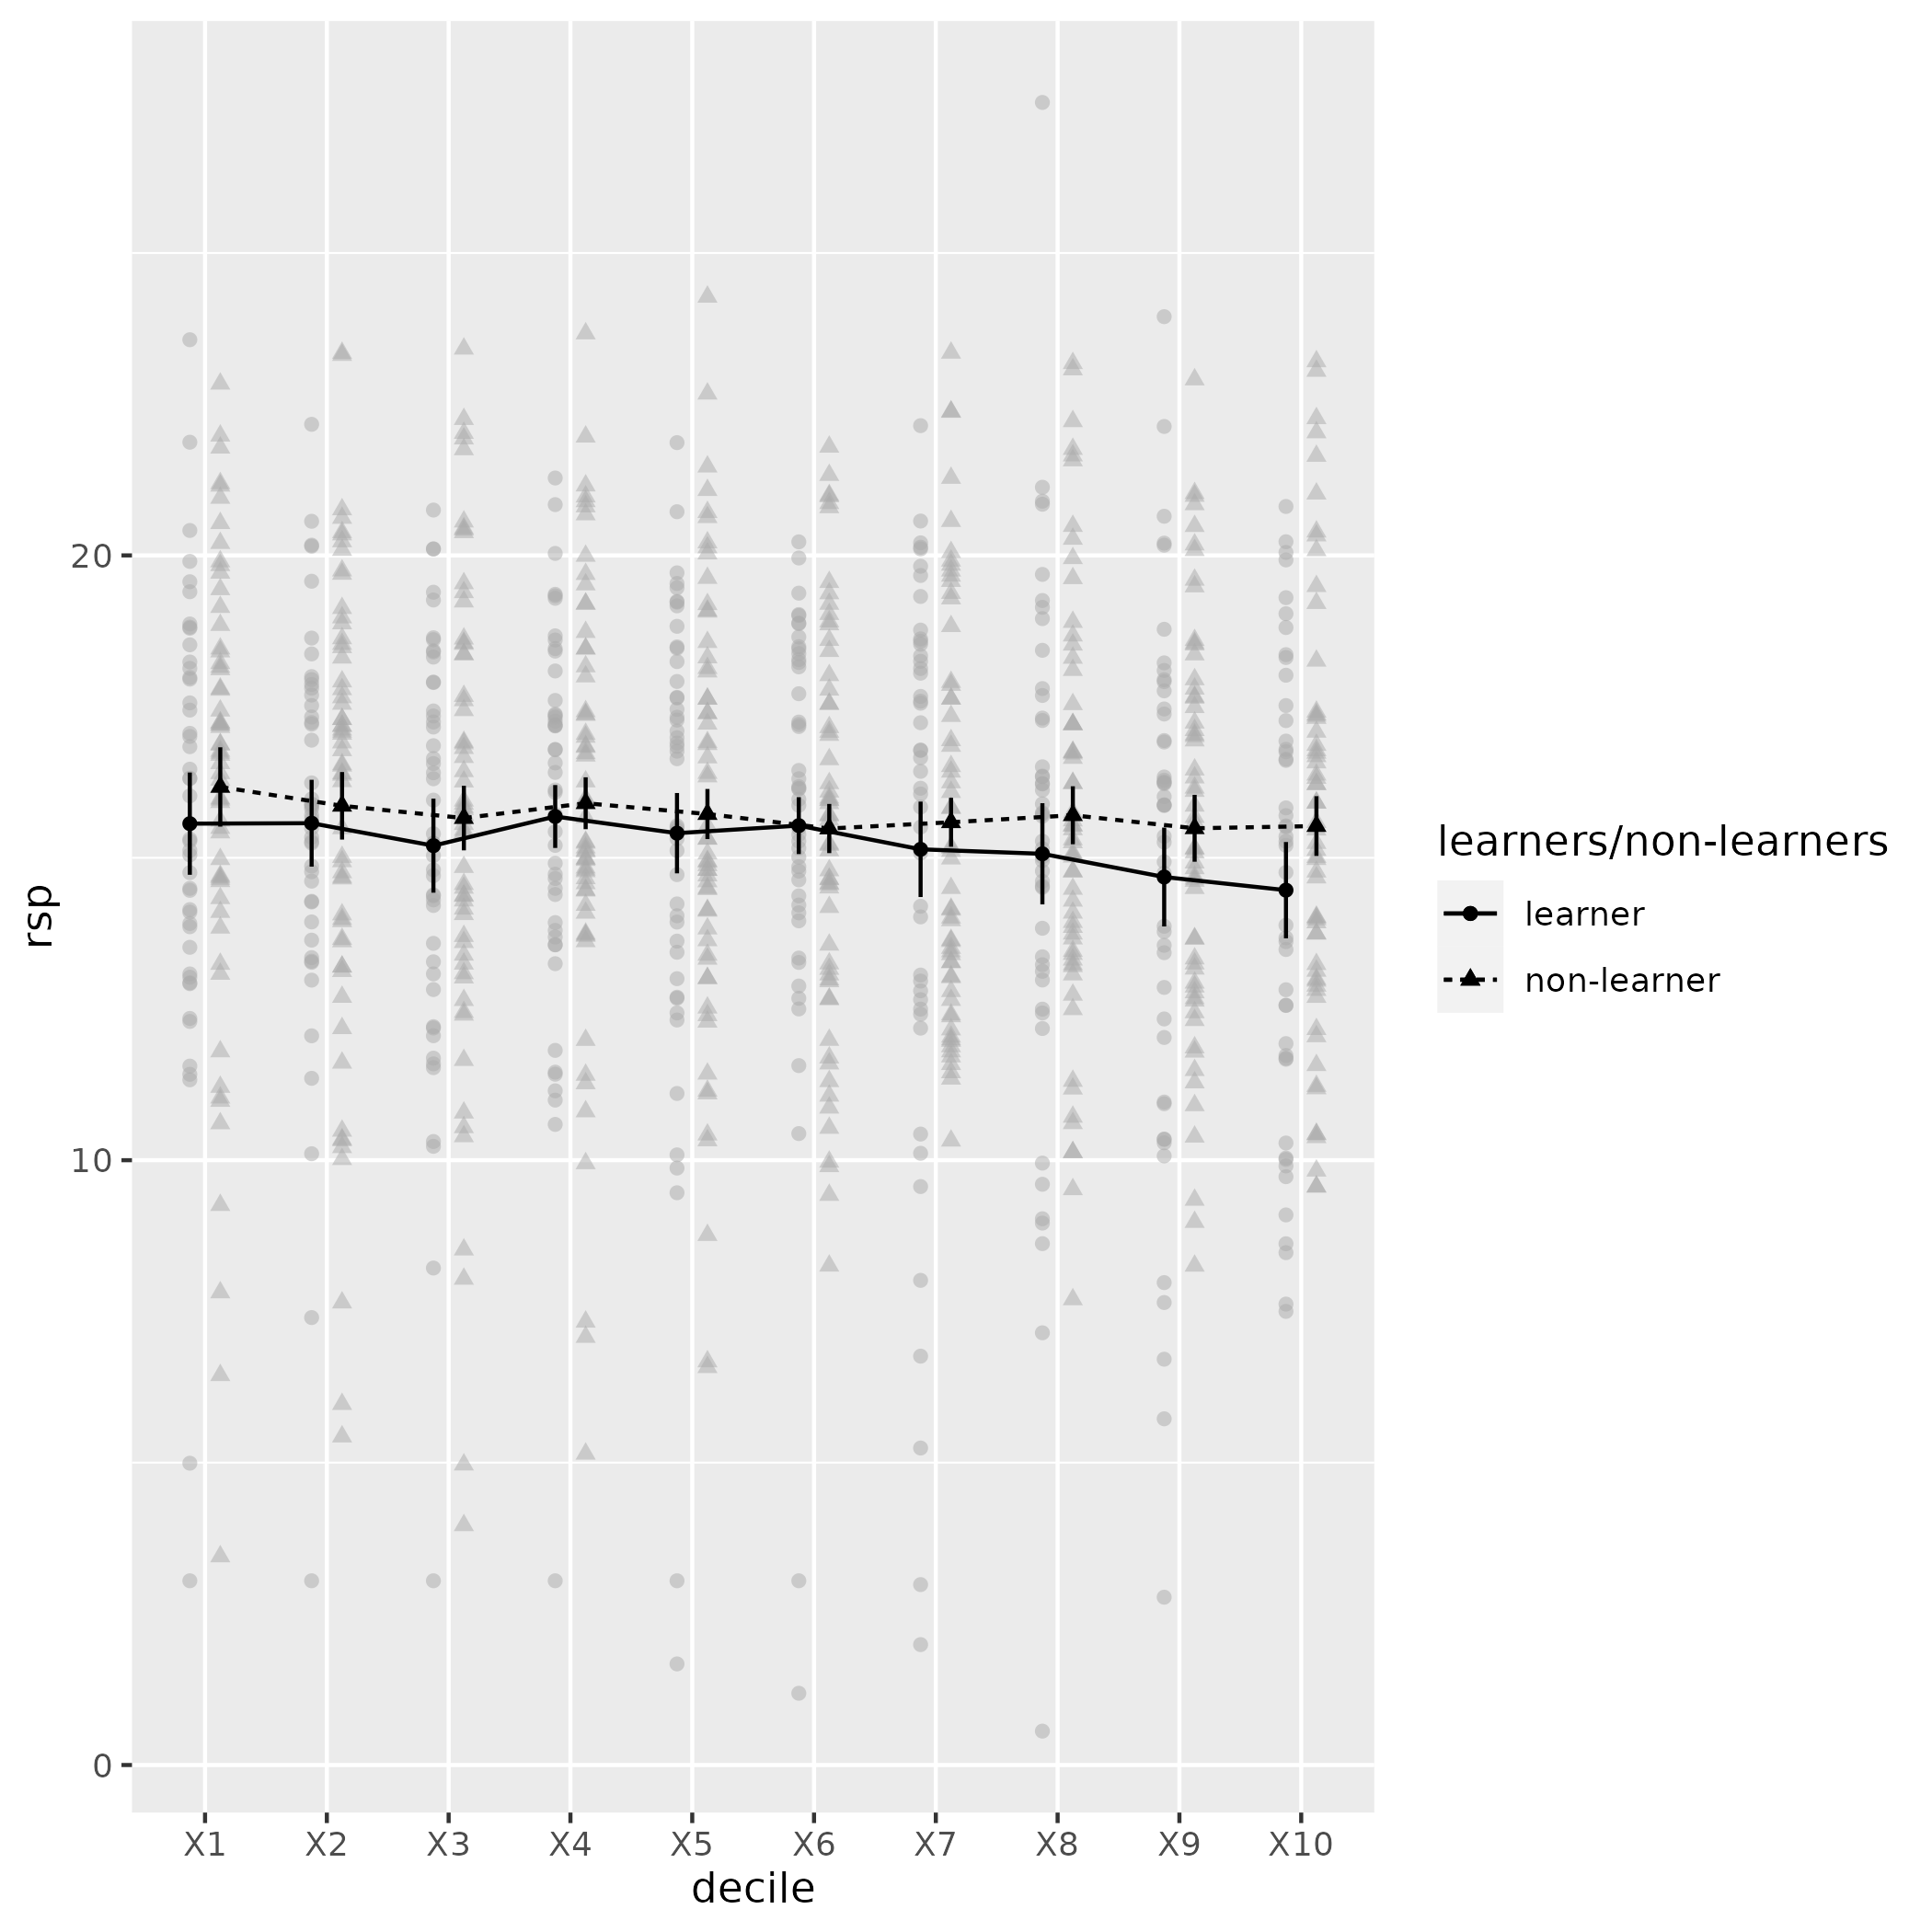 rsp
20
10
0
X1 X2 X3 X4 X5 X6 X7 X8 X9 X10
decile
learners/non-learners
learner
non-learner